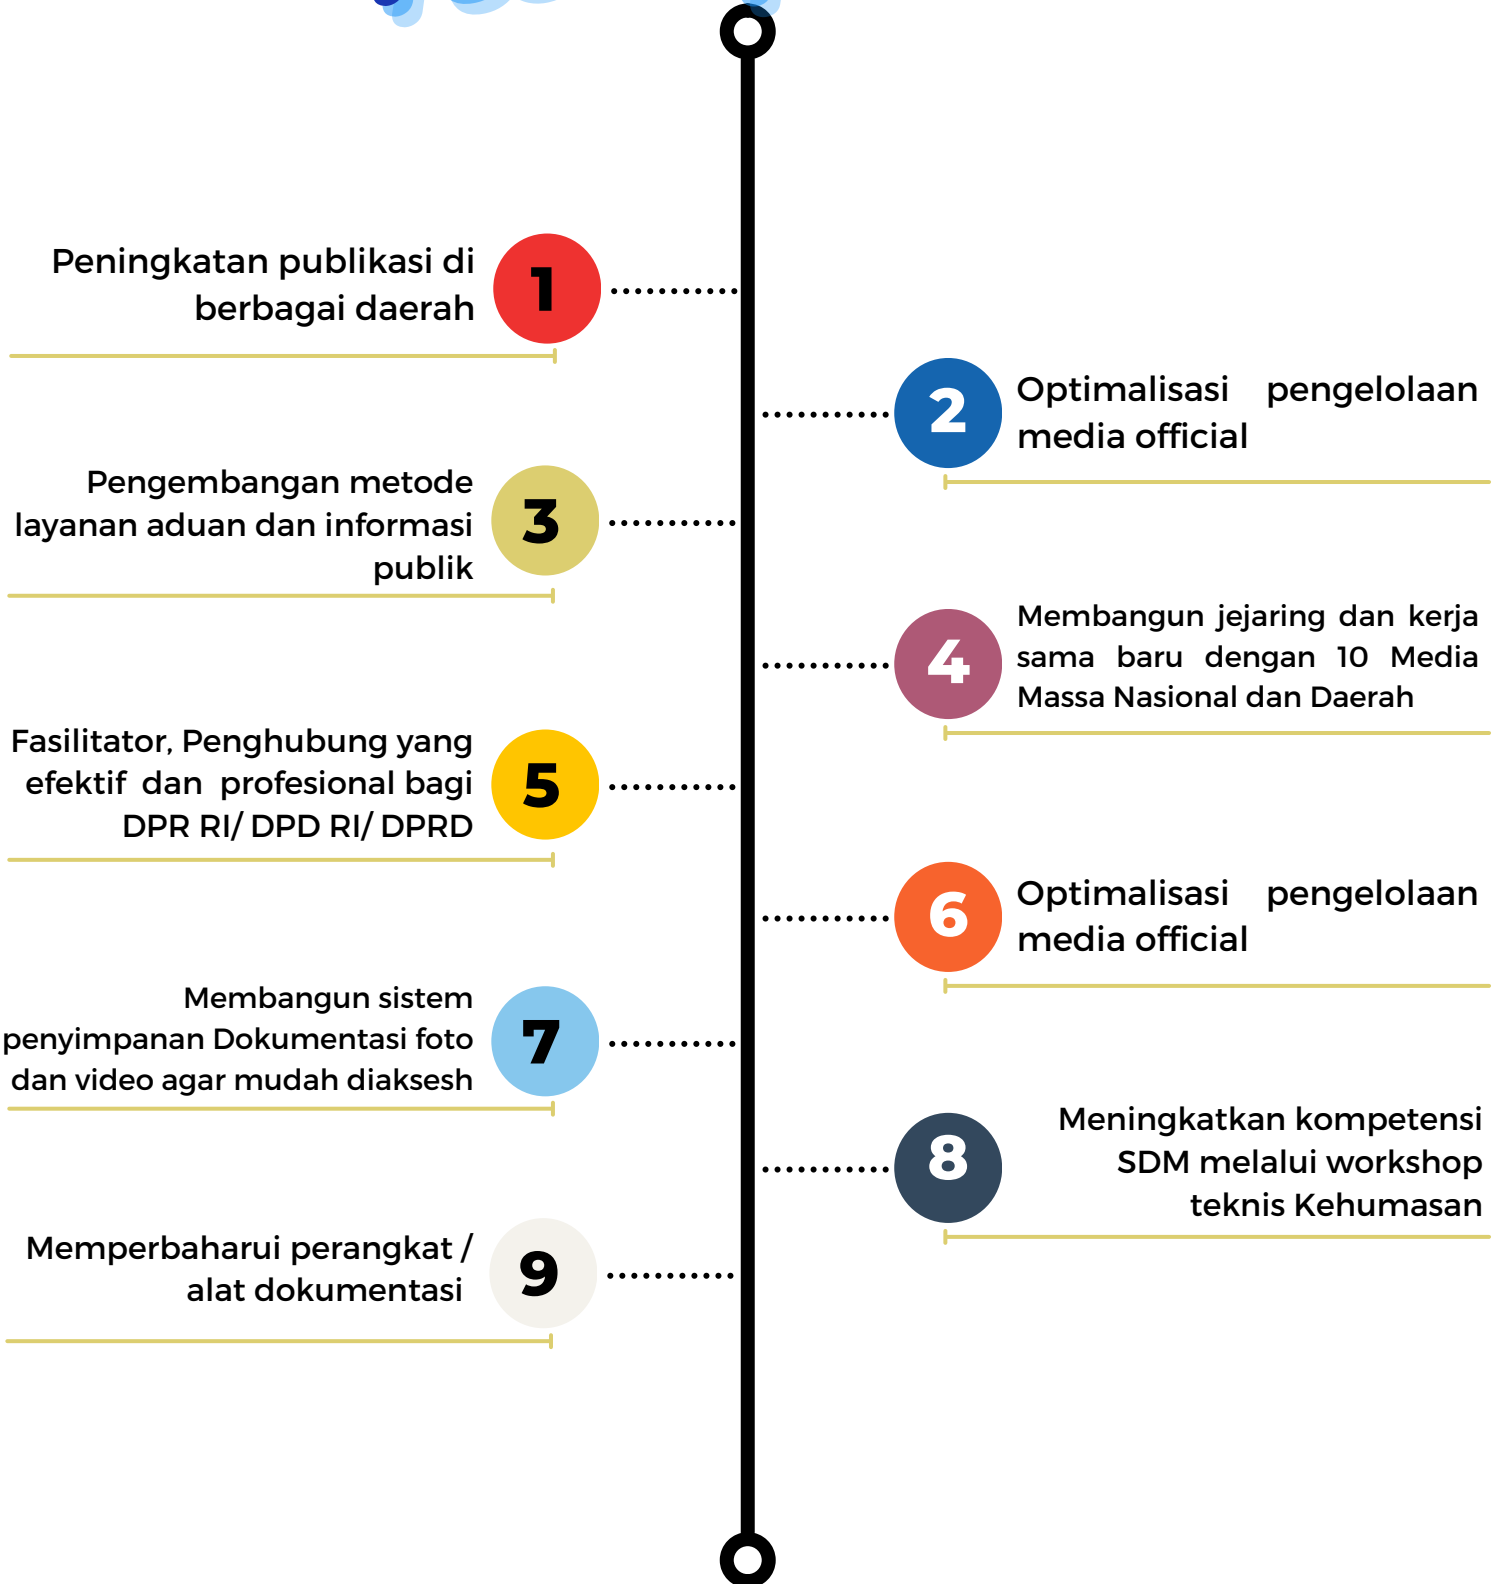 Peningkatan publikasi di
berbagai daerah
1
2
Optimalisasi pengelolaan
media official
Pengembangan metode
layanan aduan dan informasi
publik
3
4
Membangun jejaring dan kerja
sama baru dengan 10 Media
Massa Nasional dan Daerah
Fasilitator, Penghubung yang
efektif dan profesional bagi
DPR RI/ DPD RI/ DPRD
5
6
Optimalisasi pengelolaan
media official
Membangun sistem
penyimpanan Dokumentasi foto
dan video agar mudah diaksesh
7
8
Meningkatkan kompetensi
SDM melalui workshop
teknis Kehumasan
Memperbaharui perangkat /
alat dokumentasi
9